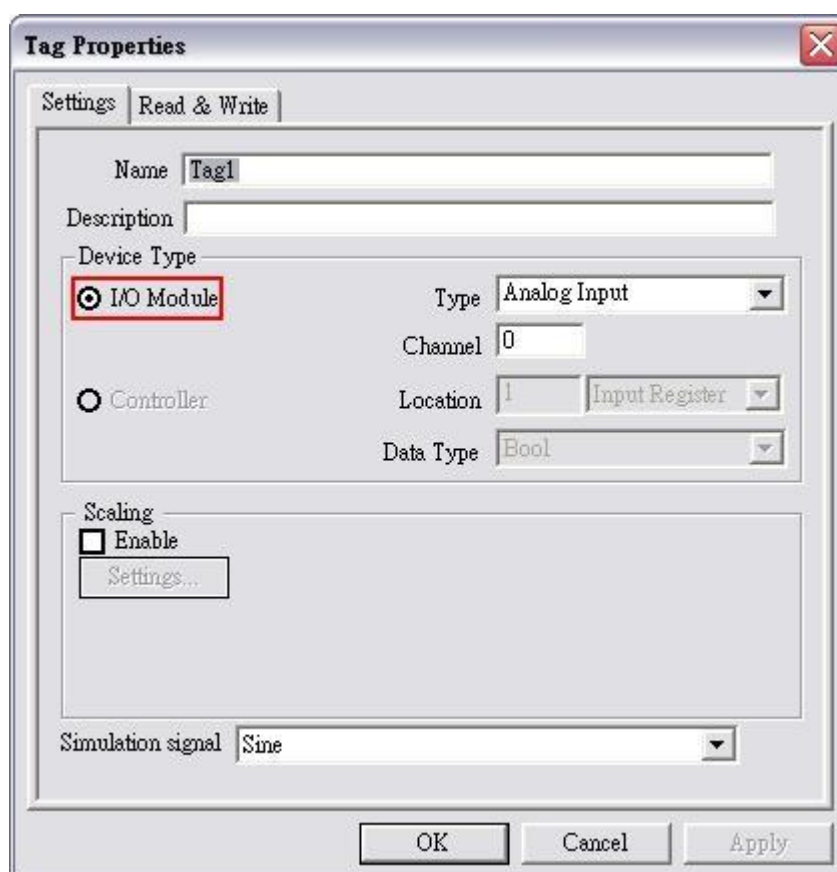 Tag Properties
Settings Read & Write
Name Tag1
Description
Device Type
I/O Module Type Analog Input
Channel 0
Controller Location 1 Input Register
Data Type Bool
Scaling
Enable
Settings...
Simulation signal Sine
OK Cancel Apply